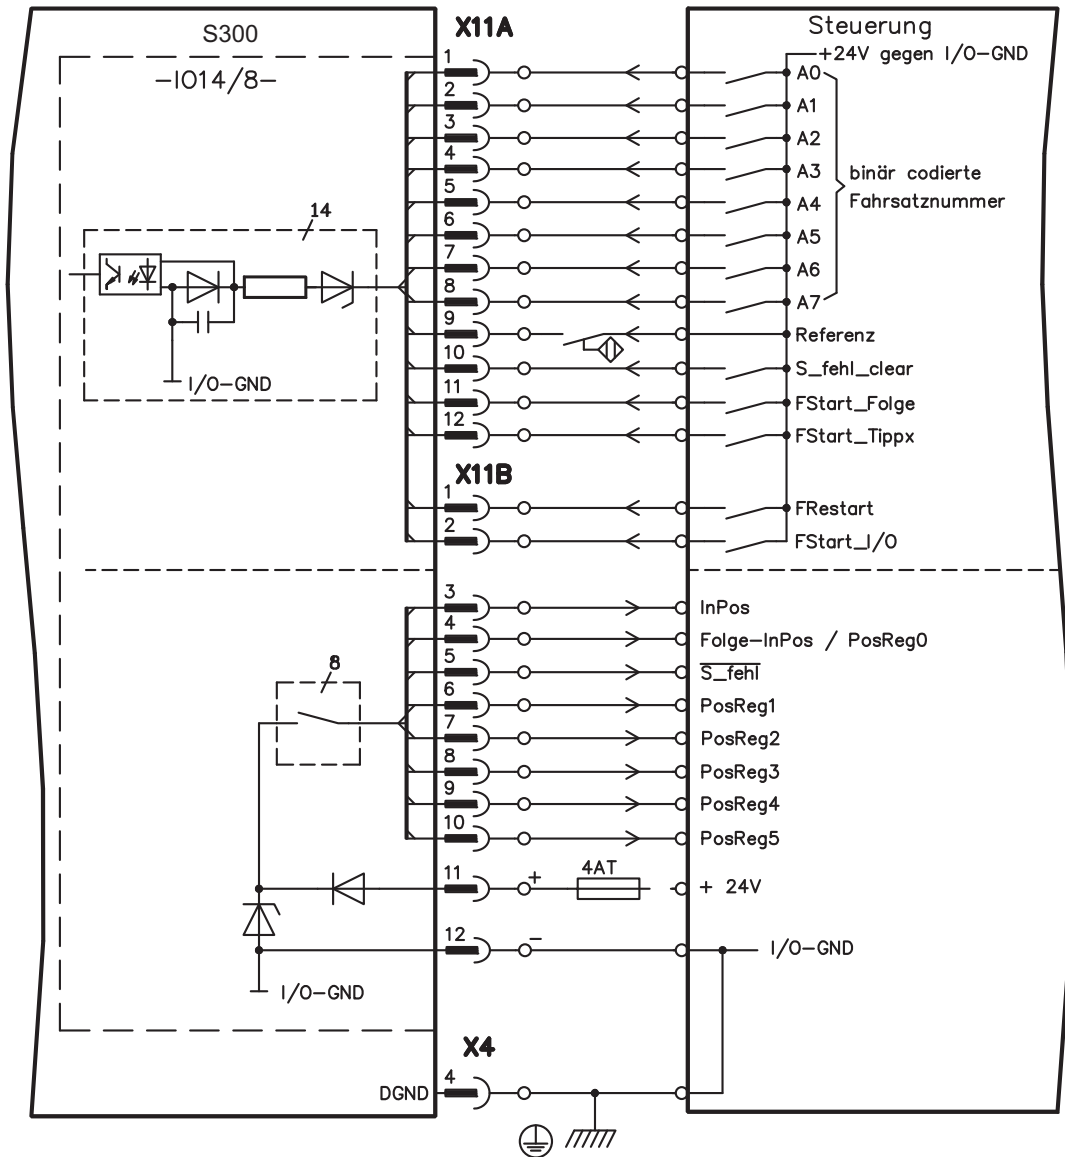 S300
X11A
Steuerung
-IO14/8-
+24V gegen I/O-GND
1
A0
2
A1
3
A2
4
A3
binär codierte
Fahrsatznummer
5
A4
6
A5
7
A6
8
A7
14
I/O-GND
9
Referenz
10
S_fehl_clear
11
FStart_Folge
12
FStart_Tippx
X11B
1
FRestart
2
FStart_I/O
3
InPos
4
Folge-InPos / PosReg0
5
S_fehl
8
6
PosReg1
7
PosReg2
8
PosReg3
9
PosReg4
10
PosReg5
11
+
4AT
+ 24V
12
-
I/O-GND
I/O-GND
X4
DGND
4